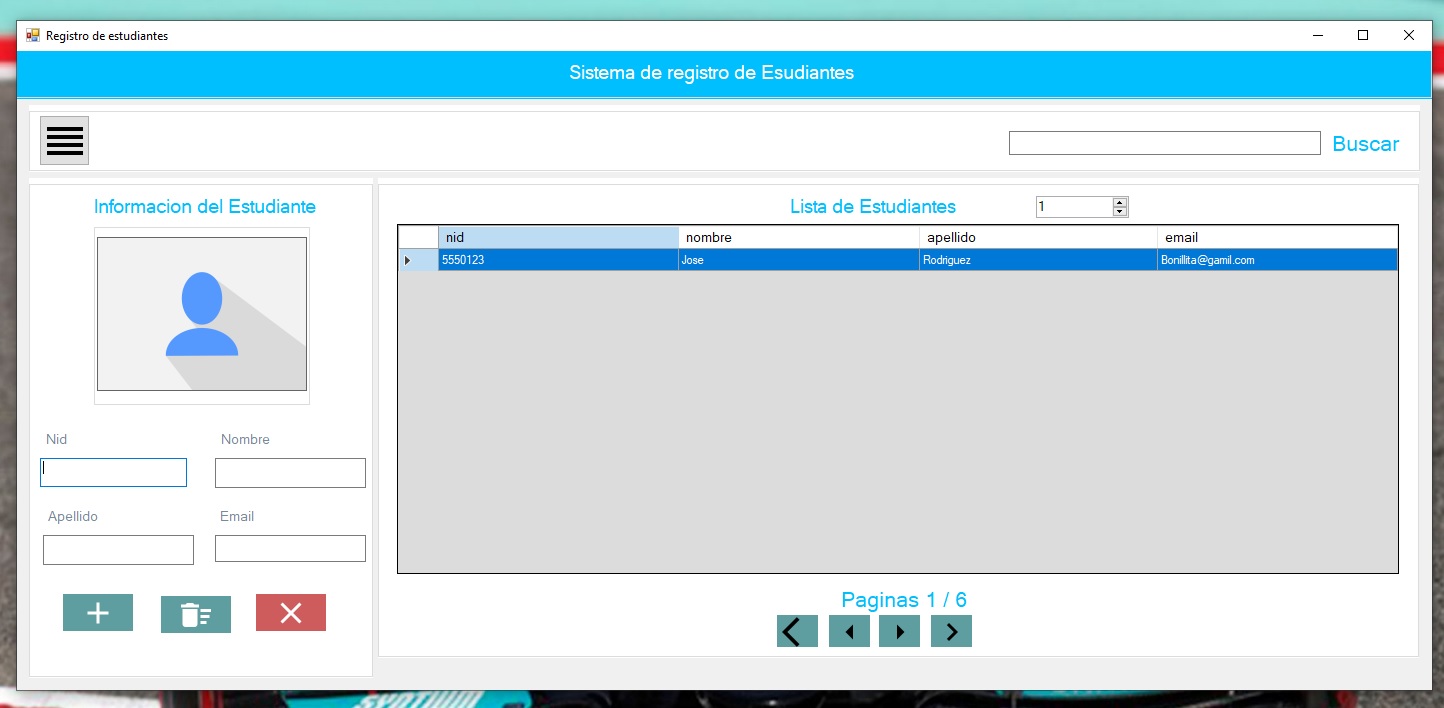 Registro de estudiantes
Sistema de registro de Esudiantes
Buscar
Informacion del Estudiante
Lista de Estudiantes
1
nid nombre apellido email
5550123 Jose Rodriguez Bonillita@gamil.com
Nid Nombre
Apellido Email
Paginas 1 / 6